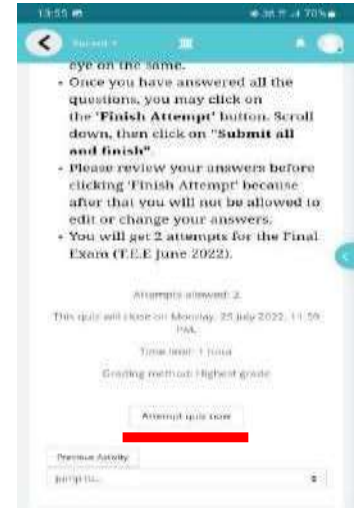 13:55
70%
eye on the same.
- Once you have answered all the
questions, you may click on
the 'Finish Attempt' button. Scroll
down, then click on "Submit all
and finish".
- Please review your answers before
clicking 'Finish Attempt' because
after that you will not be allowed to
edit or change your answers.
- You will get 2 attempts for the Final
Exam (T.E.E June 2022).
Attempts allowed: 2
This quiz will close on Monday, 25 July 2022, 11:59
PM.
Time limit: 1 hour
Grading method: Highest grade
Attempt quiz now
Previous Activity
Jump to...